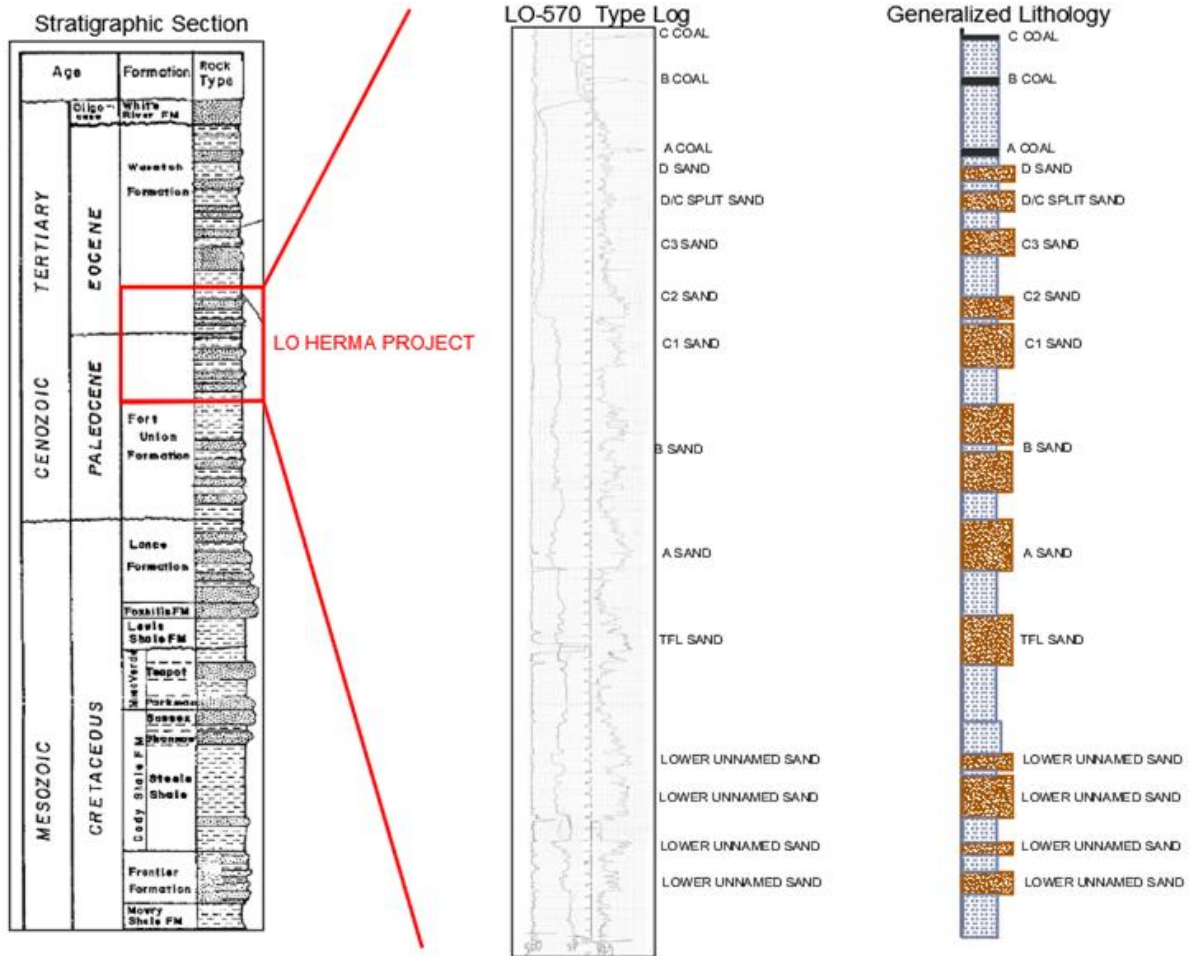 Stratigraphic Section
Age
Formation
Rock
Type
TERTIARY
CENOZOIC
Oligo-
cene
White
River FM
EOCENE
Wasatch
Formation
PALEOCENE
Fort
Union
Formation
MESOZOIC
CRETACEOUS
Lance
Formation
Foxhills FM
Lewis
Shale FM
MesaVerde
Teapot
Parkman
Cody Shale FM
Sussex
Shannon
Steele
Shale
Frontier
Formation
Mowry
Shale FM
LO HERMA PROJECT
LO-570 Type Log
C COAL
B COAL
A COAL
D SAND
D/C SPLIT SAND
C3 SAND
C2 SAND
C1 SAND
B SAND
A SAND
TFL SAND
LOWER UNNAMED SAND
LOWER UNNAMED SAND
LOWER UNNAMED SAND
LOWER UNNAMED SAND
Generalized Lithology
C COAL
B COAL
A COAL
D SAND
D/C SPLIT SAND
C3 SAND
C2 SAND
C1 SAND
B SAND
A SAND
TFL SAND
LOWER UNNAMED SAND
LOWER UNNAMED SAND
LOWER UNNAMED SAND
LOWER UNNAMED SAND